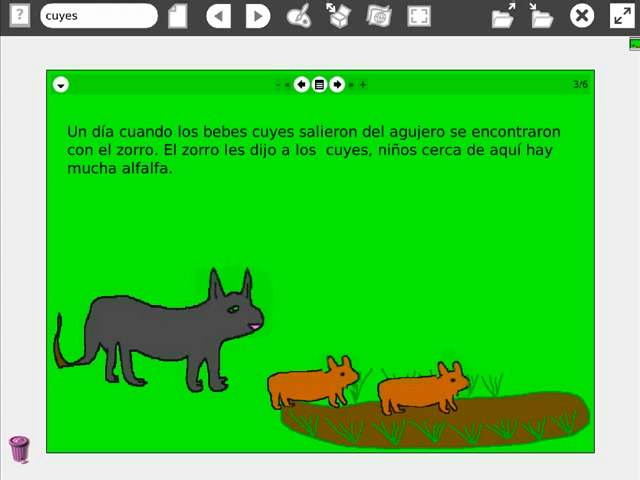 cuyes
3/6
Un día cuando los bebes cuyes salieron del agujero se encontraron
con el zorro. El zorro les dijo a los  cuyes, niños cerca de aquí hay
mucha alfalfa.